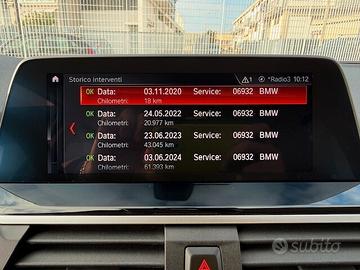 Storico interventi
1
*Radio3 10:12
OK Data: 03.11.2020 Service: 06932 BMW
Chilometri: 18 km
OK Data: 24.05.2022 Service: 06932 BMW
Chilometri: 20.977 km
OK Data: 23.06.2023 Service: 06932 BMW
Chilometri: 43.045 km
OK Data: 03.06.2024 Service: 06932 BMW
Chilometri: 61.393 km
subito